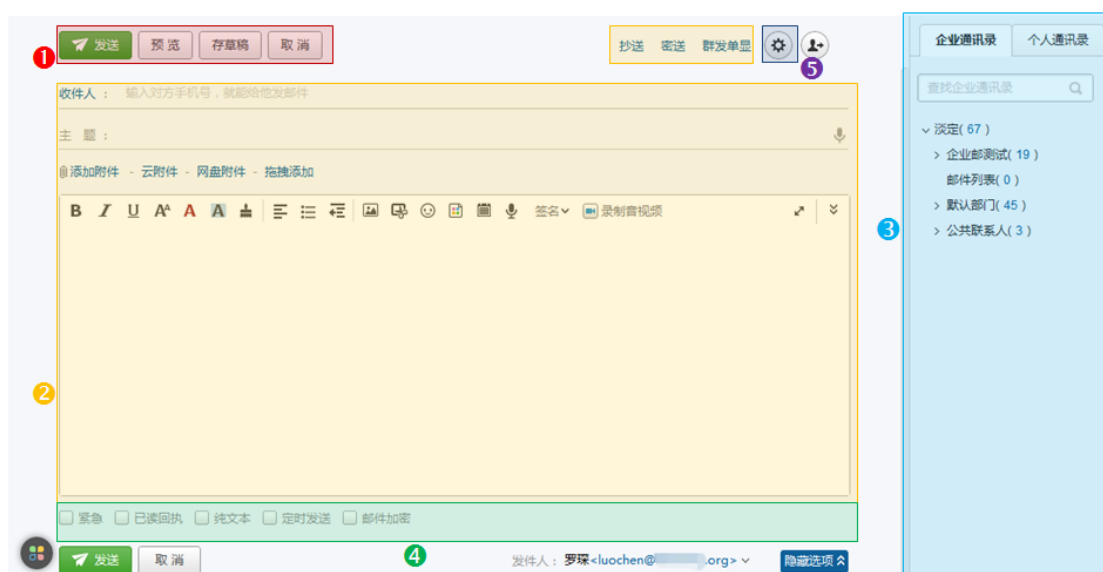 发送 预览 存草稿 取消 抄送 密送 群发单显
1
5
收件人： 输入对方手机号，就能给他发邮件
主 题：
添加附件 - 云附件 - 网盘附件 - 拖拽添加
B I U A A A 签名 录制音视频
2
紧急 已读回执 纯文本 定时发送 邮件加密
发送 取消 4 发件人：罗琛<luochen@ .org> 隐藏选项
企业通讯录 个人通讯录
查找企业通讯录
淡定( 67 )
企业邮测试( 19 )
邮件列表( 0 )
默认部门( 45 )
3 公共联系人( 3 )